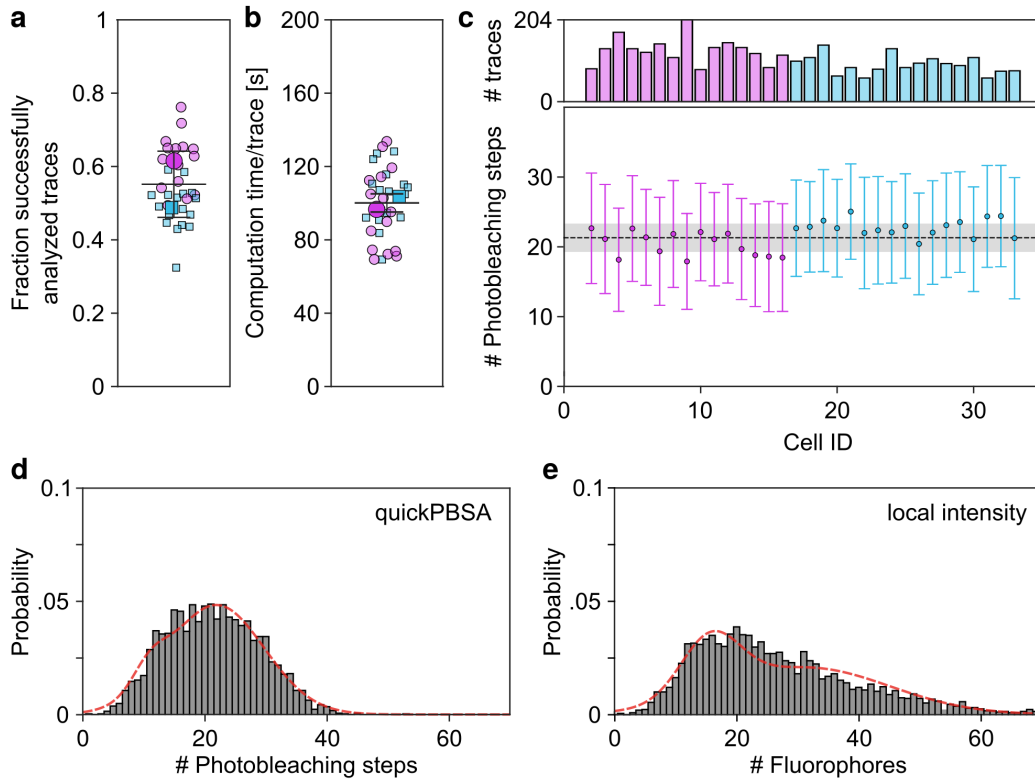 a
Fraction successfully
analyzed traces
1
0.8
0.6
0.4
0.2
0
b
Computation time/trace [s]
200
160
120
80
40
0
c
# traces
204
0
# Photobleaching steps
30
20
10
0
0
10
20
30
Cell ID
d
quickPBSA
Probability
0.1
.05
0
0
20
40
60
# Photobleaching steps
e
local intensity
Probability
0.1
.05
0
0
20
40
60
# Fluorophores